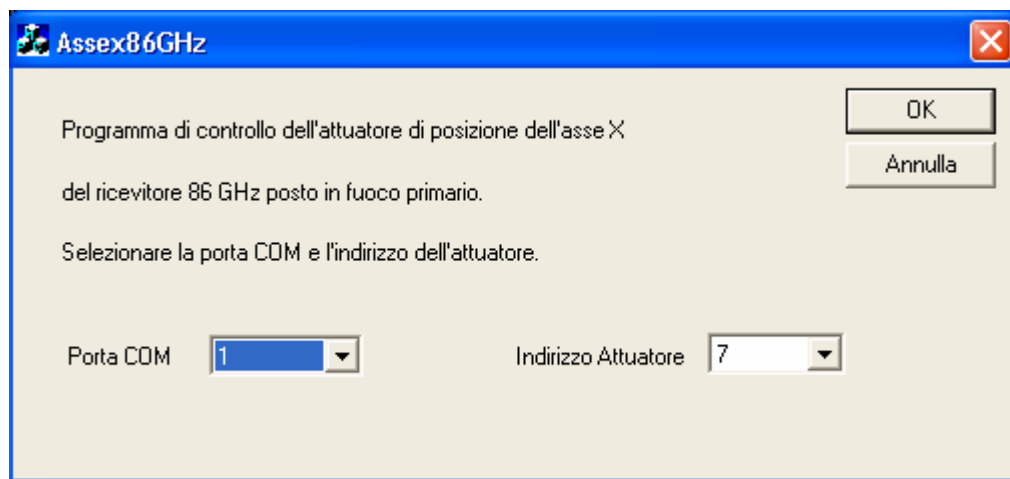 Assex86GHz
OK
Programma di controllo dell'attuatore di posizione dell'asse X
Annulla
del ricevitore 86 GHz posto in fuoco primario.
Selezionare la porta COM e l'indirizzo dell'attuatore.
Porta COM 1 Indirizzo Attuatore 7